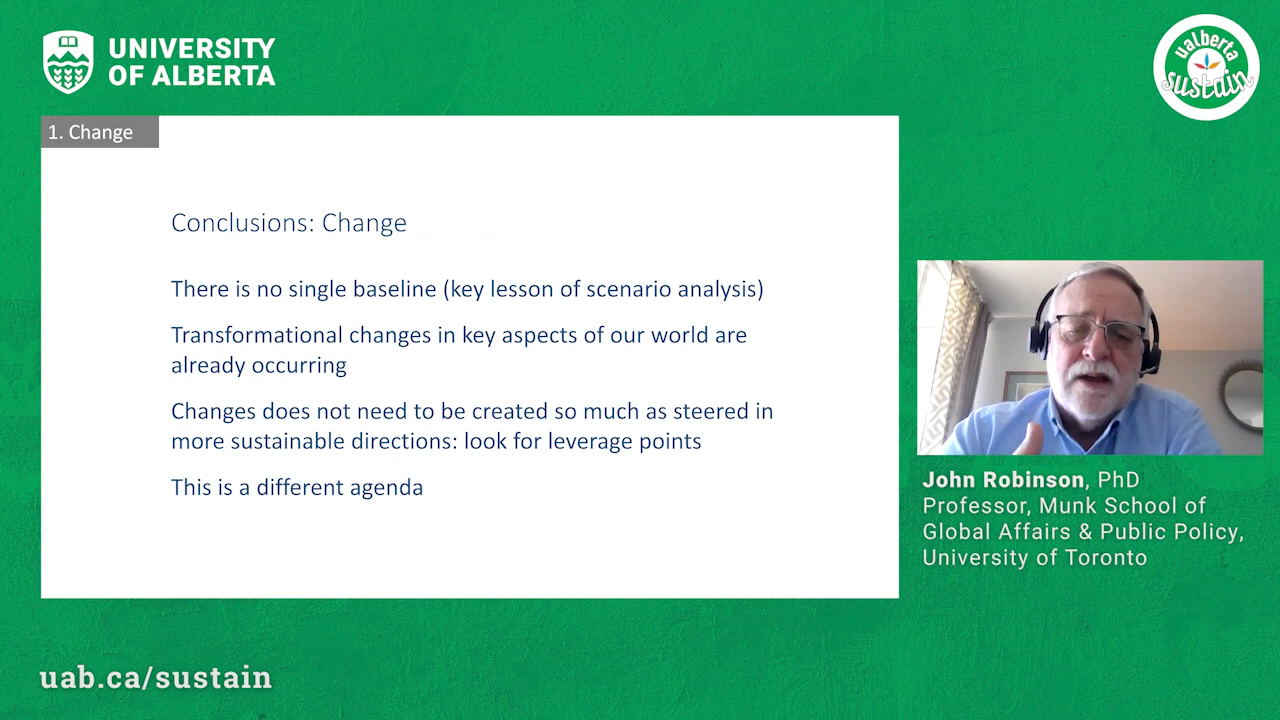 UNIVERSITY
OF ALBERTA
ualberta
sustain
1. Change
Conclusions: Change
There is no single baseline (key lesson of scenario analysis)
Transformational changes in key aspects of our world are
already occurring
Changes does not need to be created so much as steered in
more sustainable directions: look for leverage points
This is a different agenda
John Robinson, PhD
Professor, Munk School of
Global Affairs & Public Policy,
University of Toronto
uab.ca/sustain